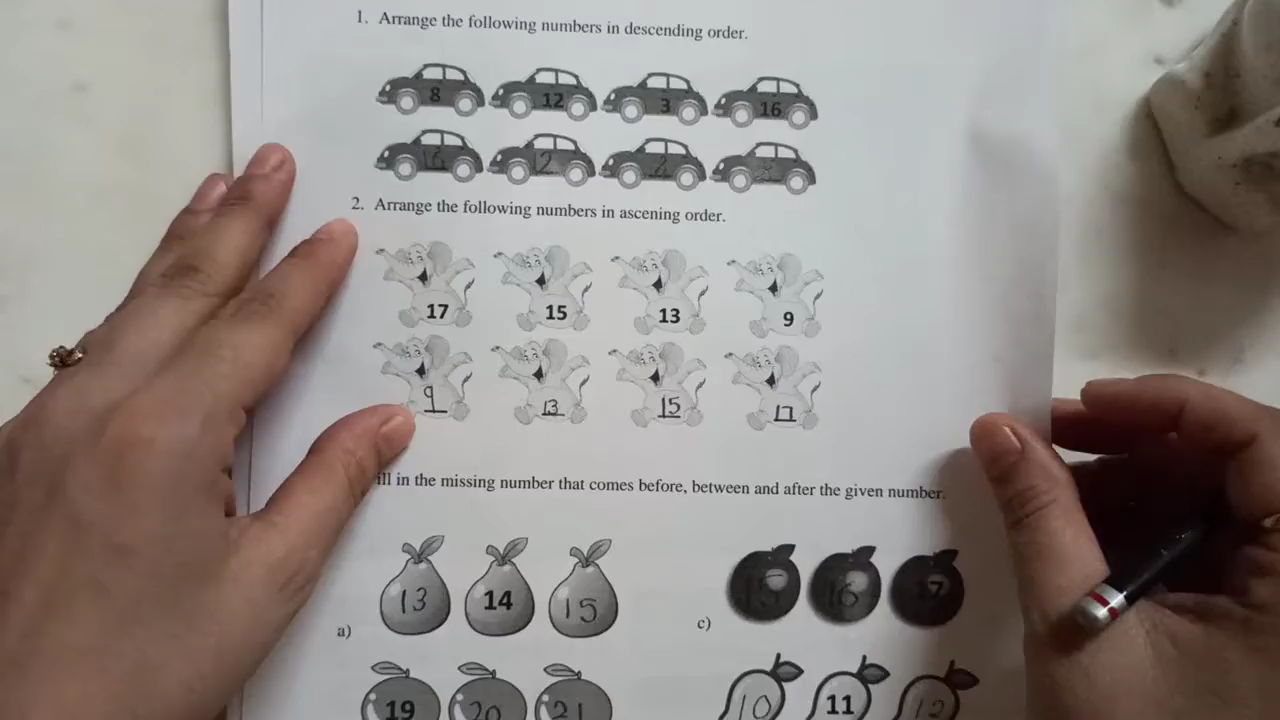 1. Arrange the following numbers in descending order.
8 12 3 16
16 12
2. Arrange the following numbers in ascening order.
17 15 13 9
9 13 15 17
ill in the missing number that comes before, between and after the given number.
a) 13 14 15
c) 15 16 17
19 20 21
10 11 12